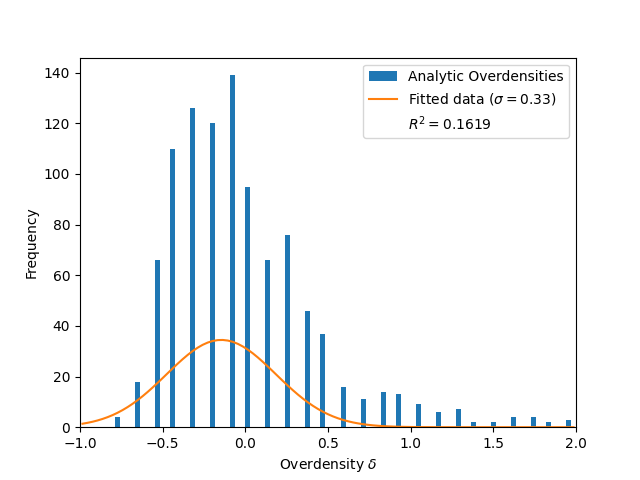 Analytic Overdensities
Fitted data (σ = 0.33)
R² = 0.1619
140
120
100
80
60
40
20
0
Frequency
−1.0 −0.5 0.0 0.5 1.0 1.5 2.0
Overdensity δ